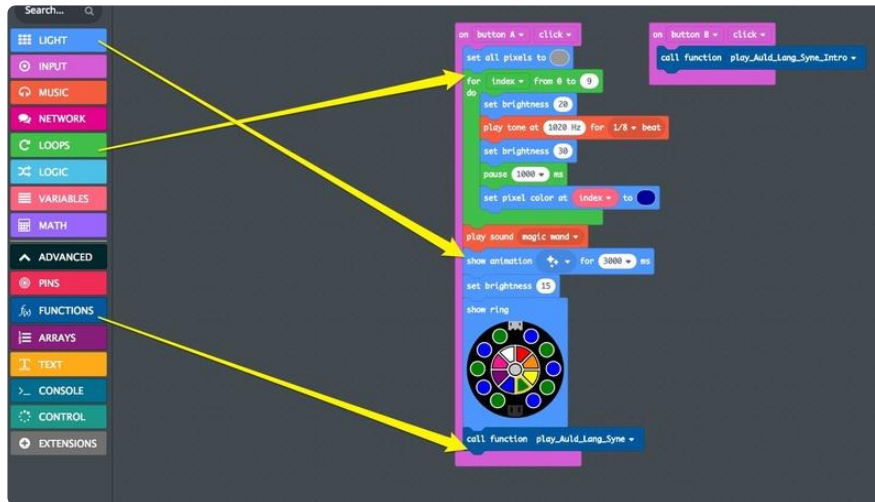 Search...
LIGHT
INPUT
MUSIC
NETWORK
LOOPS
LOGIC
VARIABLES
MATH
ADVANCED
PINS
FUNCTIONS
ARRAYS
TEXT
CONSOLE
CONTROL
EXTENSIONS
on button A click
set all pixels to
for index from 0 to 9
do
set brightness 20
play tone at 1020 Hz for 1/8 beat
set brightness 30
pause 1000 ms
set pixel color at index to
play sound magic wand
show animation for 3000 ms
set brightness 15
show ring
call function play_Auld_Lang_Syne
on button B click
call function play_Auld_Lang_Syne_Intro